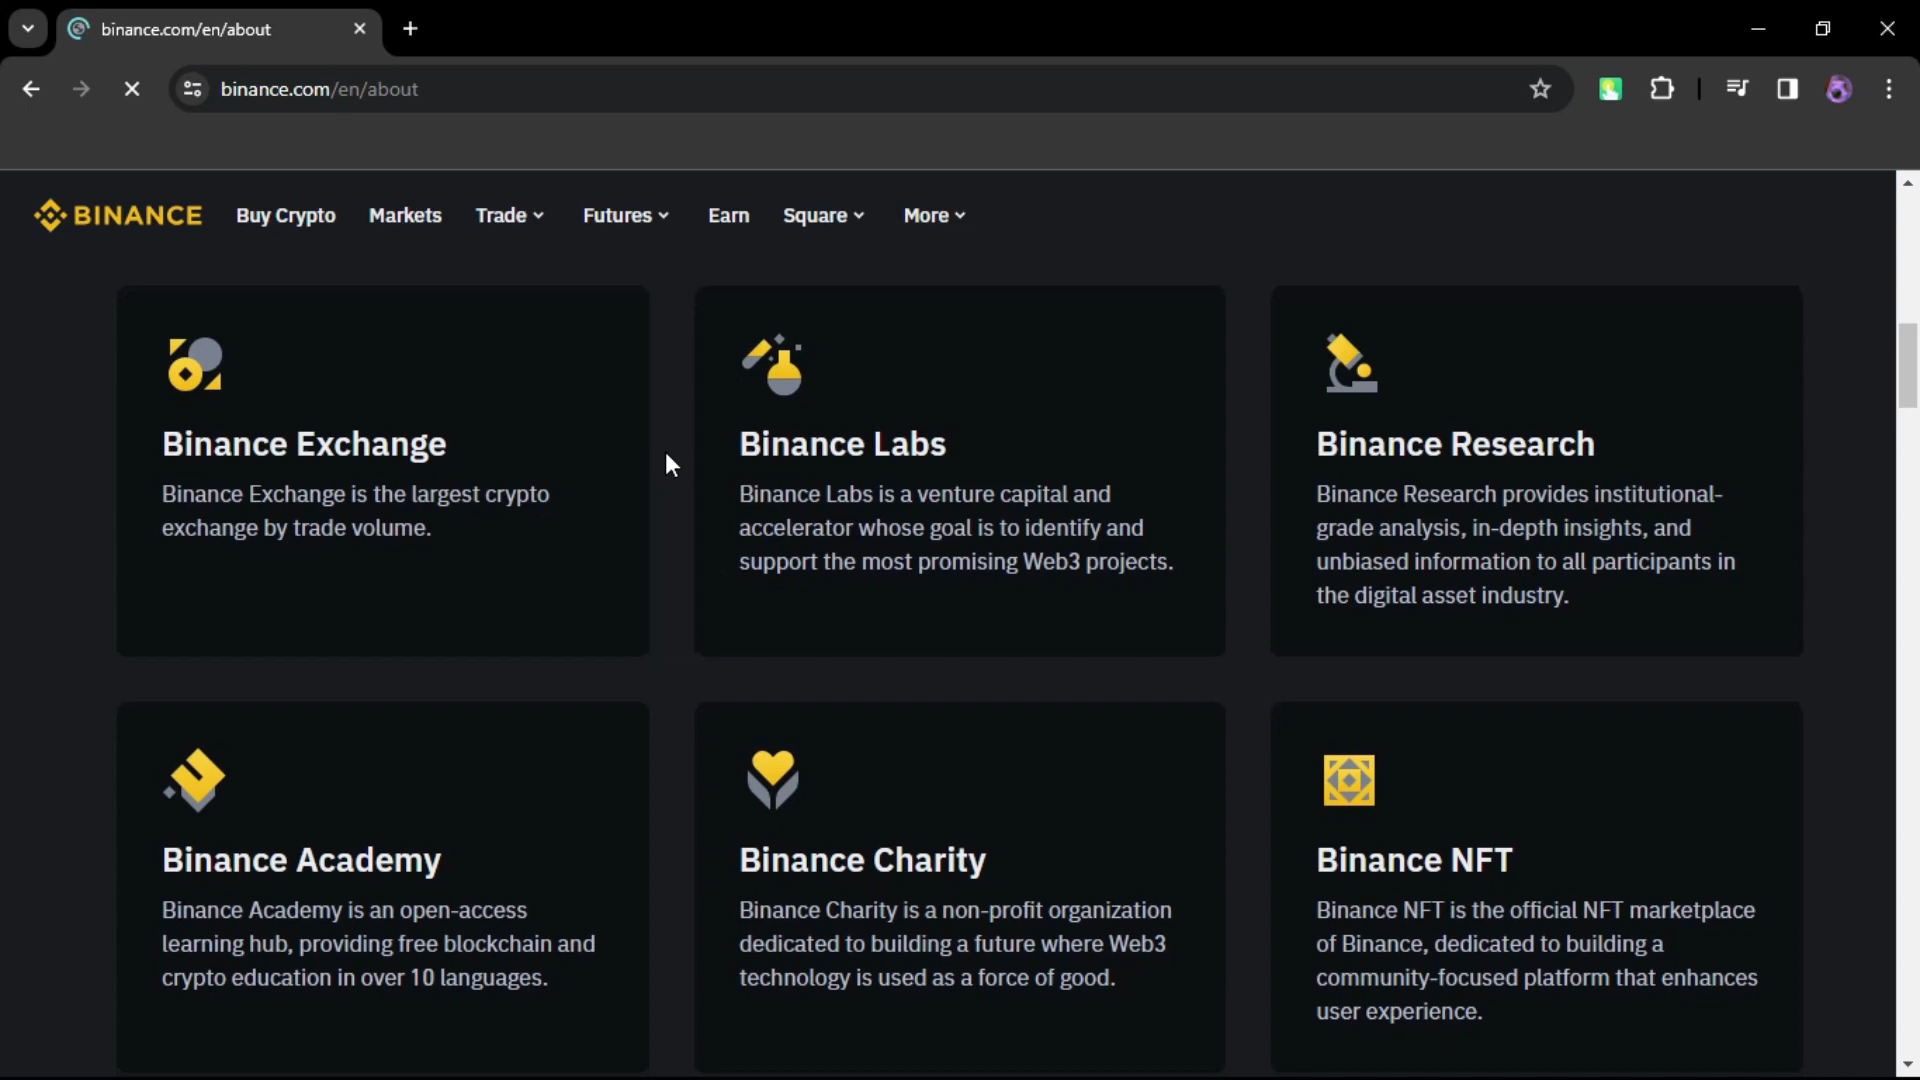 binance.com/en/about
binance.com/en/about
BINANCE Buy Crypto Markets Trade Futures Earn Square More
Binance Exchange
Binance Exchange is the largest crypto
exchange by trade volume.
Binance Labs
Binance Labs is a venture capital and
accelerator whose goal is to identify and
support the most promising Web3 projects.
Binance Research
Binance Research provides institutional-
grade analysis, in-depth insights, and
unbiased information to all participants in
the digital asset industry.
Binance Academy
Binance Academy is an open-access
learning hub, providing free blockchain and
crypto education in over 10 languages.
Binance Charity
Binance Charity is a non-profit organization
dedicated to building a future where Web3
technology is used as a force of good.
Binance NFT
Binance NFT is the official NFT marketplace
of Binance, dedicated to building a
community-focused platform that enhances
user experience.